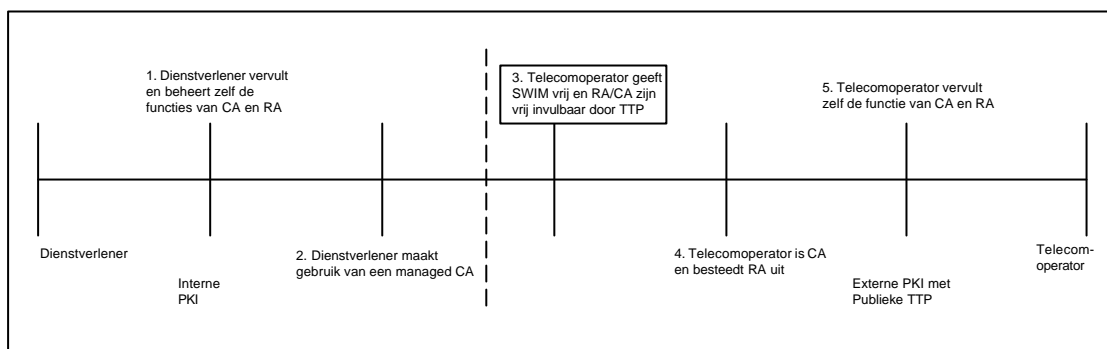 1. Dienstverlener vervult
en beheert zelf de
functies van CA en RA
3. Telecomoperator geeft
SWIM vrij en RA/CA zijn
vrij invulbaar door TTP
5. Telecomoperator vervult
zelf de functie van CA en RA
Dienstverlener
Interne
PKI
2. Dienstverlener maakt
gebruik van een managed CA
4. Telecomoperator is CA
en besteedt RA uit
Externe PKI met
Publieke TTP
Telecom-
operator